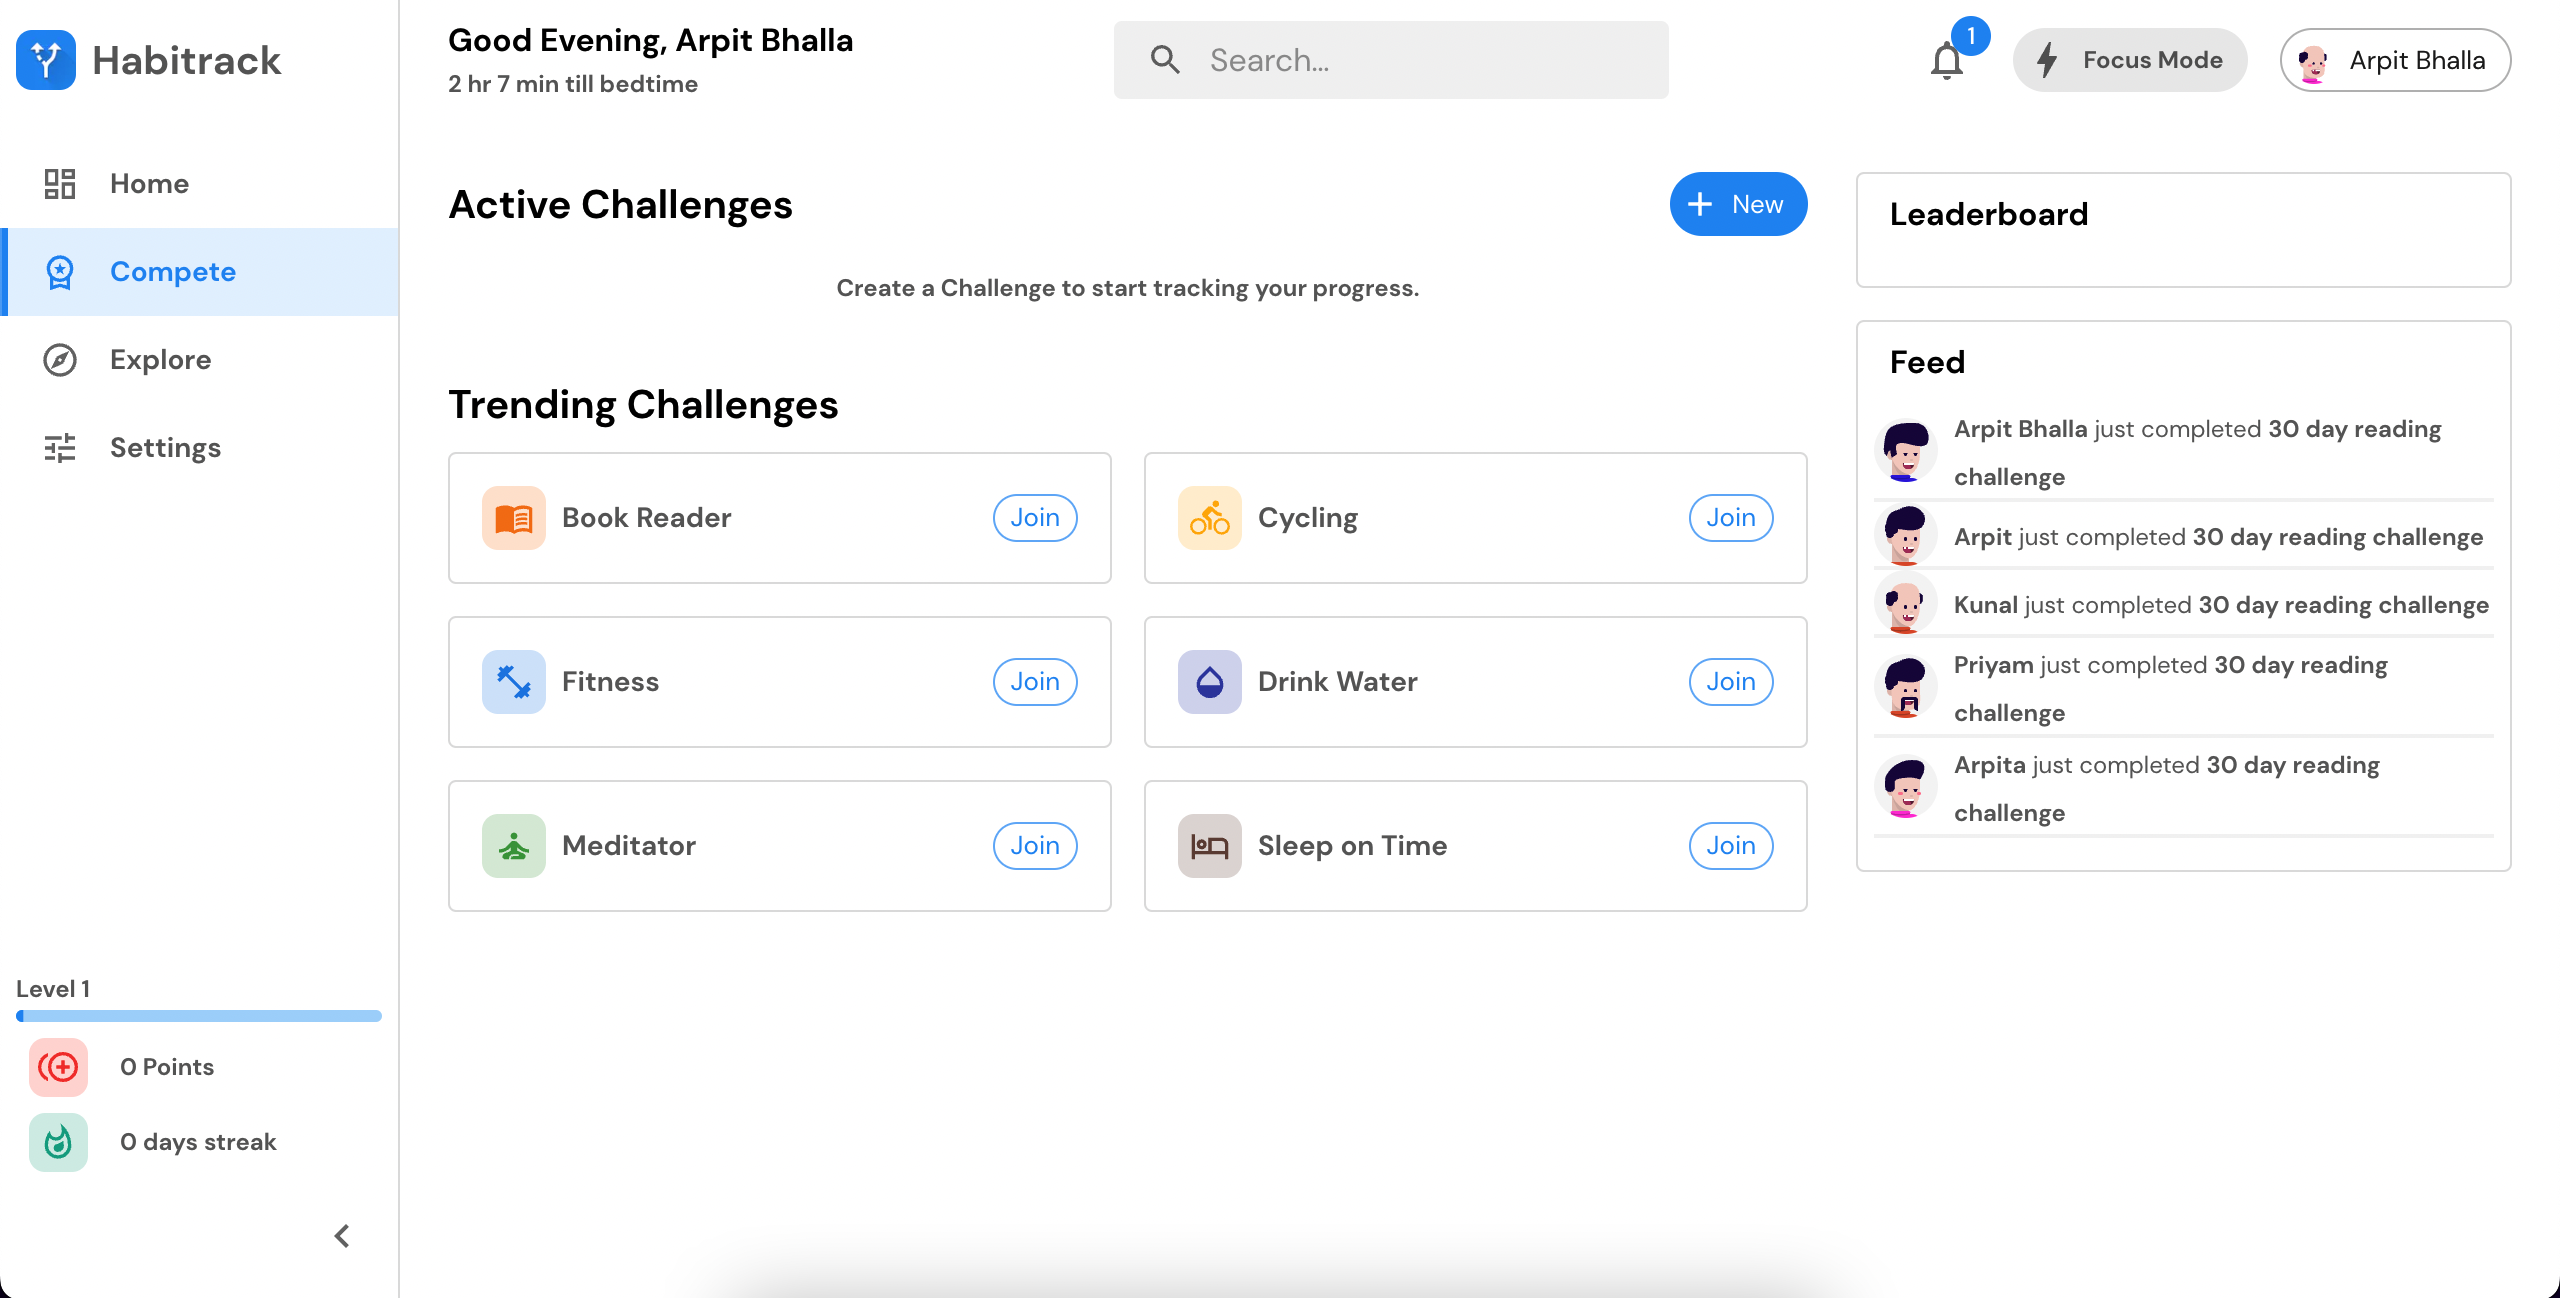 Habitrack
Good Evening, Arpit Bhalla
2 hr 7 min till bedtime
Search...
1
Focus Mode
Arpit Bhalla
Home
Compete
Explore
Settings
Level 1
0 Points
0 days streak
Active Challenges
New
Create a Challenge to start tracking your progress.
Trending Challenges
Book Reader
Join
Cycling
Join
Fitness
Join
Drink Water
Join
Meditator
Join
Sleep on Time
Join
Leaderboard
Feed
Arpit Bhalla just completed 30 day reading
challenge
Arpit just completed 30 day reading challenge
Kunal just completed 30 day reading challenge
Priyam just completed 30 day reading
challenge
Arpita just completed 30 day reading
challenge